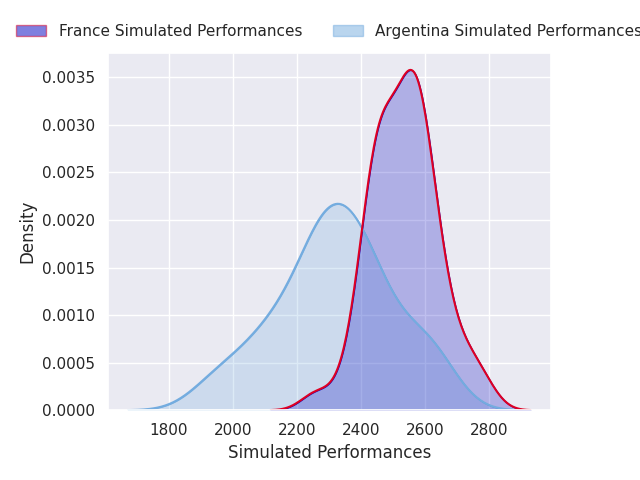 France Simulated Performances
Argentina Simulated Performances
0.0035
0.0030
0.0025
0.0020
0.0015
0.0010
0.0005
0.0000
Density
1800 2000 2200 2400 2600 2800
Simulated Performances